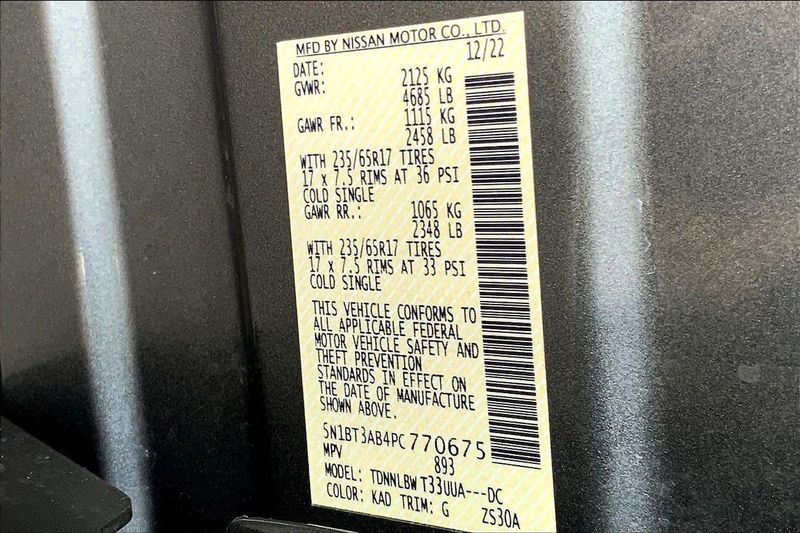 MFD BY NISSAN MOTOR CO., LTD.
DATE: 12/22
GVWR: 2125 KG
4685 LB
GAWR FR.: 1115 KG
2458 LB
WITH 235/65R17 TIRES
17 x 7.5 RIMS AT 36 PSI
COLD SINGLE
GAWR RR.: 1065 KG
2348 LB
WITH 235/65R17 TIRES
17 x 7.5 RIMS AT 33 PSI
COLD SINGLE
THIS VEHICLE CONFORMS TO
ALL APPLICABLE FEDERAL
MOTOR VEHICLE SAFETY AND
THEFT PREVENTION
STANDARDS IN EFFECT ON
THE DATE OF MANUFACTURE
SHOWN ABOVE.
5N1BT3AB4PC770675
MPV 893
MODEL: TDNNLBW T33UUA---DC
COLOR: KAD TRIM: G ZS30A